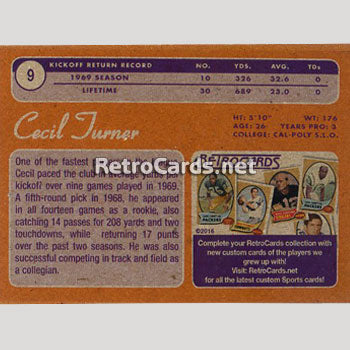 9
KICKOFF RETURN RECORD NO. YDS AVG. TDs
1969 SEASON 10 326 32.6 0
LIFETIME 30 689 23.0 0
Cecil Turner
HT: 5'10" WT: 176
AGE: 26 YEARS PRO: 3
COLLEGE: CAL-POLY S.L.O.
One of the fastest
Cecil paced the club in average yards per
kickoff over nine games played in 1969.
A fifth-round pick in 1968, he appeared
in all fourteen games as a rookie, also
catching 14 passes for 208 yards and two
touchdowns, while returning 17 punts
over the past two seasons. He was also
successful competing in track and field as
a collegian.
RetroCards.net
RETROCARDS
PACKERS
©2016
Complete your RetroCards collection with
new custom cards of the players we
grew up with!
Visit: RetroCards.net
for all the latest custom Sports cards!